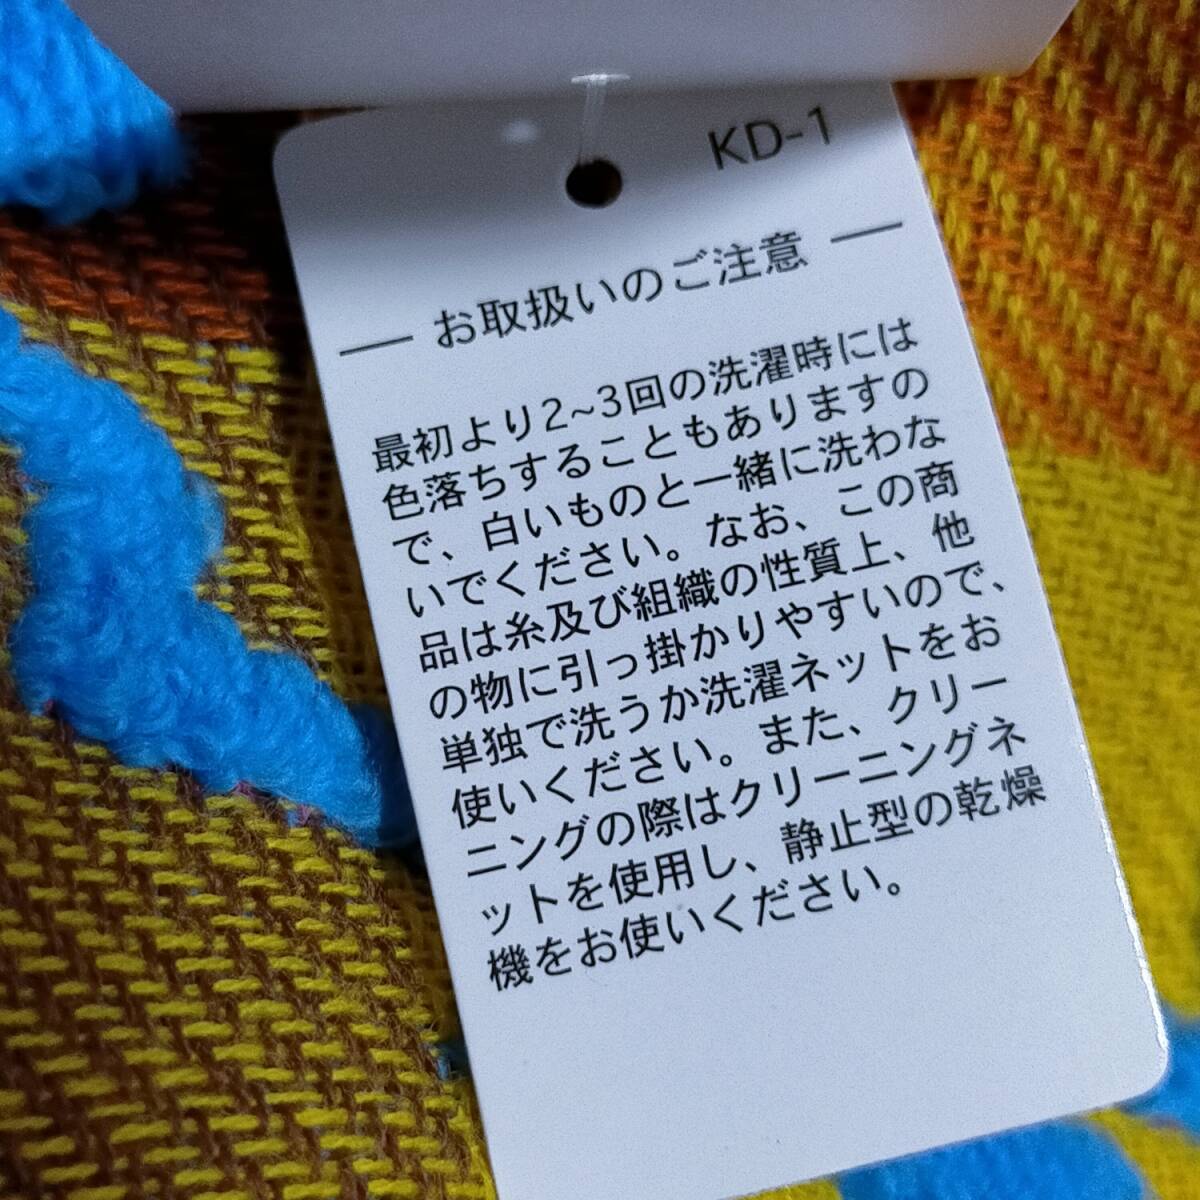 KD-1
お取扱いのご注意
最初より2~3回の洗濯時には
色落ちすることもありますの
で、白いものと一緒に洗わな
いでください。なお、この商
品は糸及び組織の性質上、他
の物に引っ掛かりやすいので、
単独で洗うか洗濯ネットをお
使いください。また、クリー
ニングの際はクリーニングネ
ットを使用し、静止型の乾燥
機をお使いください。